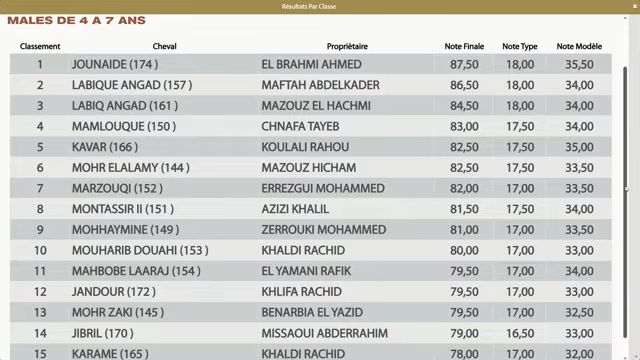 Résultats Par Classe
MALES DE 4 A 7 ANS
Classement Cheval Propriètaire Note Finale Note Type Note Modèle
1 JOUNAIDE (174 ) EL BRAHMI AHMED 87,50 18,00 35,50
2 LABIQUE ANGAD (157 ) MAFTAH ABDELKADER 86,50 18,00 34,00
3 LABIQ ANGAD (161 ) MAZOUZ EL HACHMI 84,50 18,00 34,00
4 MAMLOUQUE (150 ) CHNAFA TAYEB 83,00 17,50 34,00
5 KAVAR (166 ) KOULALI RAHOU 82,50 17,50 35,00
6 MOHR ELALAMY (144 ) MAZOUZ HICHAM 82,50 17,50 33,50
7 MARZOUQI (152 ) ERREZGUI MOHAMMED 82,00 17,00 33,50
8 MONTASSIR II (151 ) AZIZI KHALIL 81,50 17,50 34,00
9 MOHHAYMINE (149 ) ZERROUKI MOHAMMED 81,00 17,00 33,50
10 MOUHARIB DOUAHI (153 ) KHALDI RACHID 80,00 17,00 33,00
11 MAHBOBE LAARAJ (154 ) EL YAMANI RAFIK 79,50 17,00 34,00
12 JANDOUR (172 ) KHLIFA RACHID 79,50 17,00 33,00
13 MOHR ZAKI (145 ) BENARBIA EL YAZID 79,50 17,00 32,50
14 JIBRIL (170 ) MISSAOUI ABDERRAHIM 79,00 16,50 33,00
15 KARAME (165 ) KHALDI RACHID 78,00 17,00 32,00